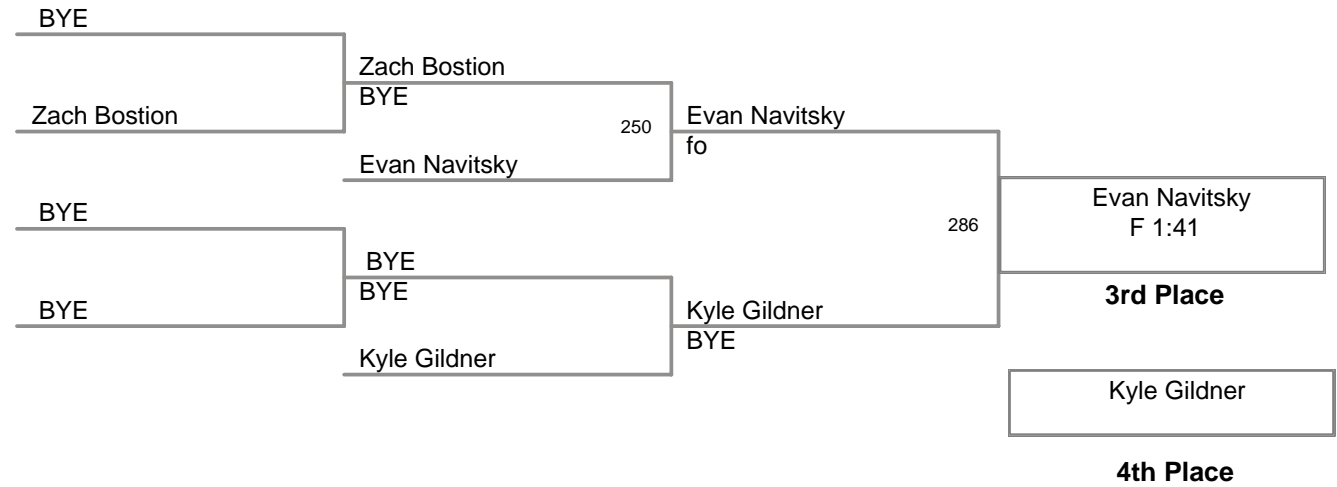 BYE
Zach Bostion
BYE
BYE
Zach Bostion
BYE
Evan Navitsky
BYE
BYE
Kyle Gildner
250
286
Evan Navitsky
fo
Kyle Gildner
BYE
Evan Navitsky
F 1:41
3rd Place
Kyle Gildner
4th Place